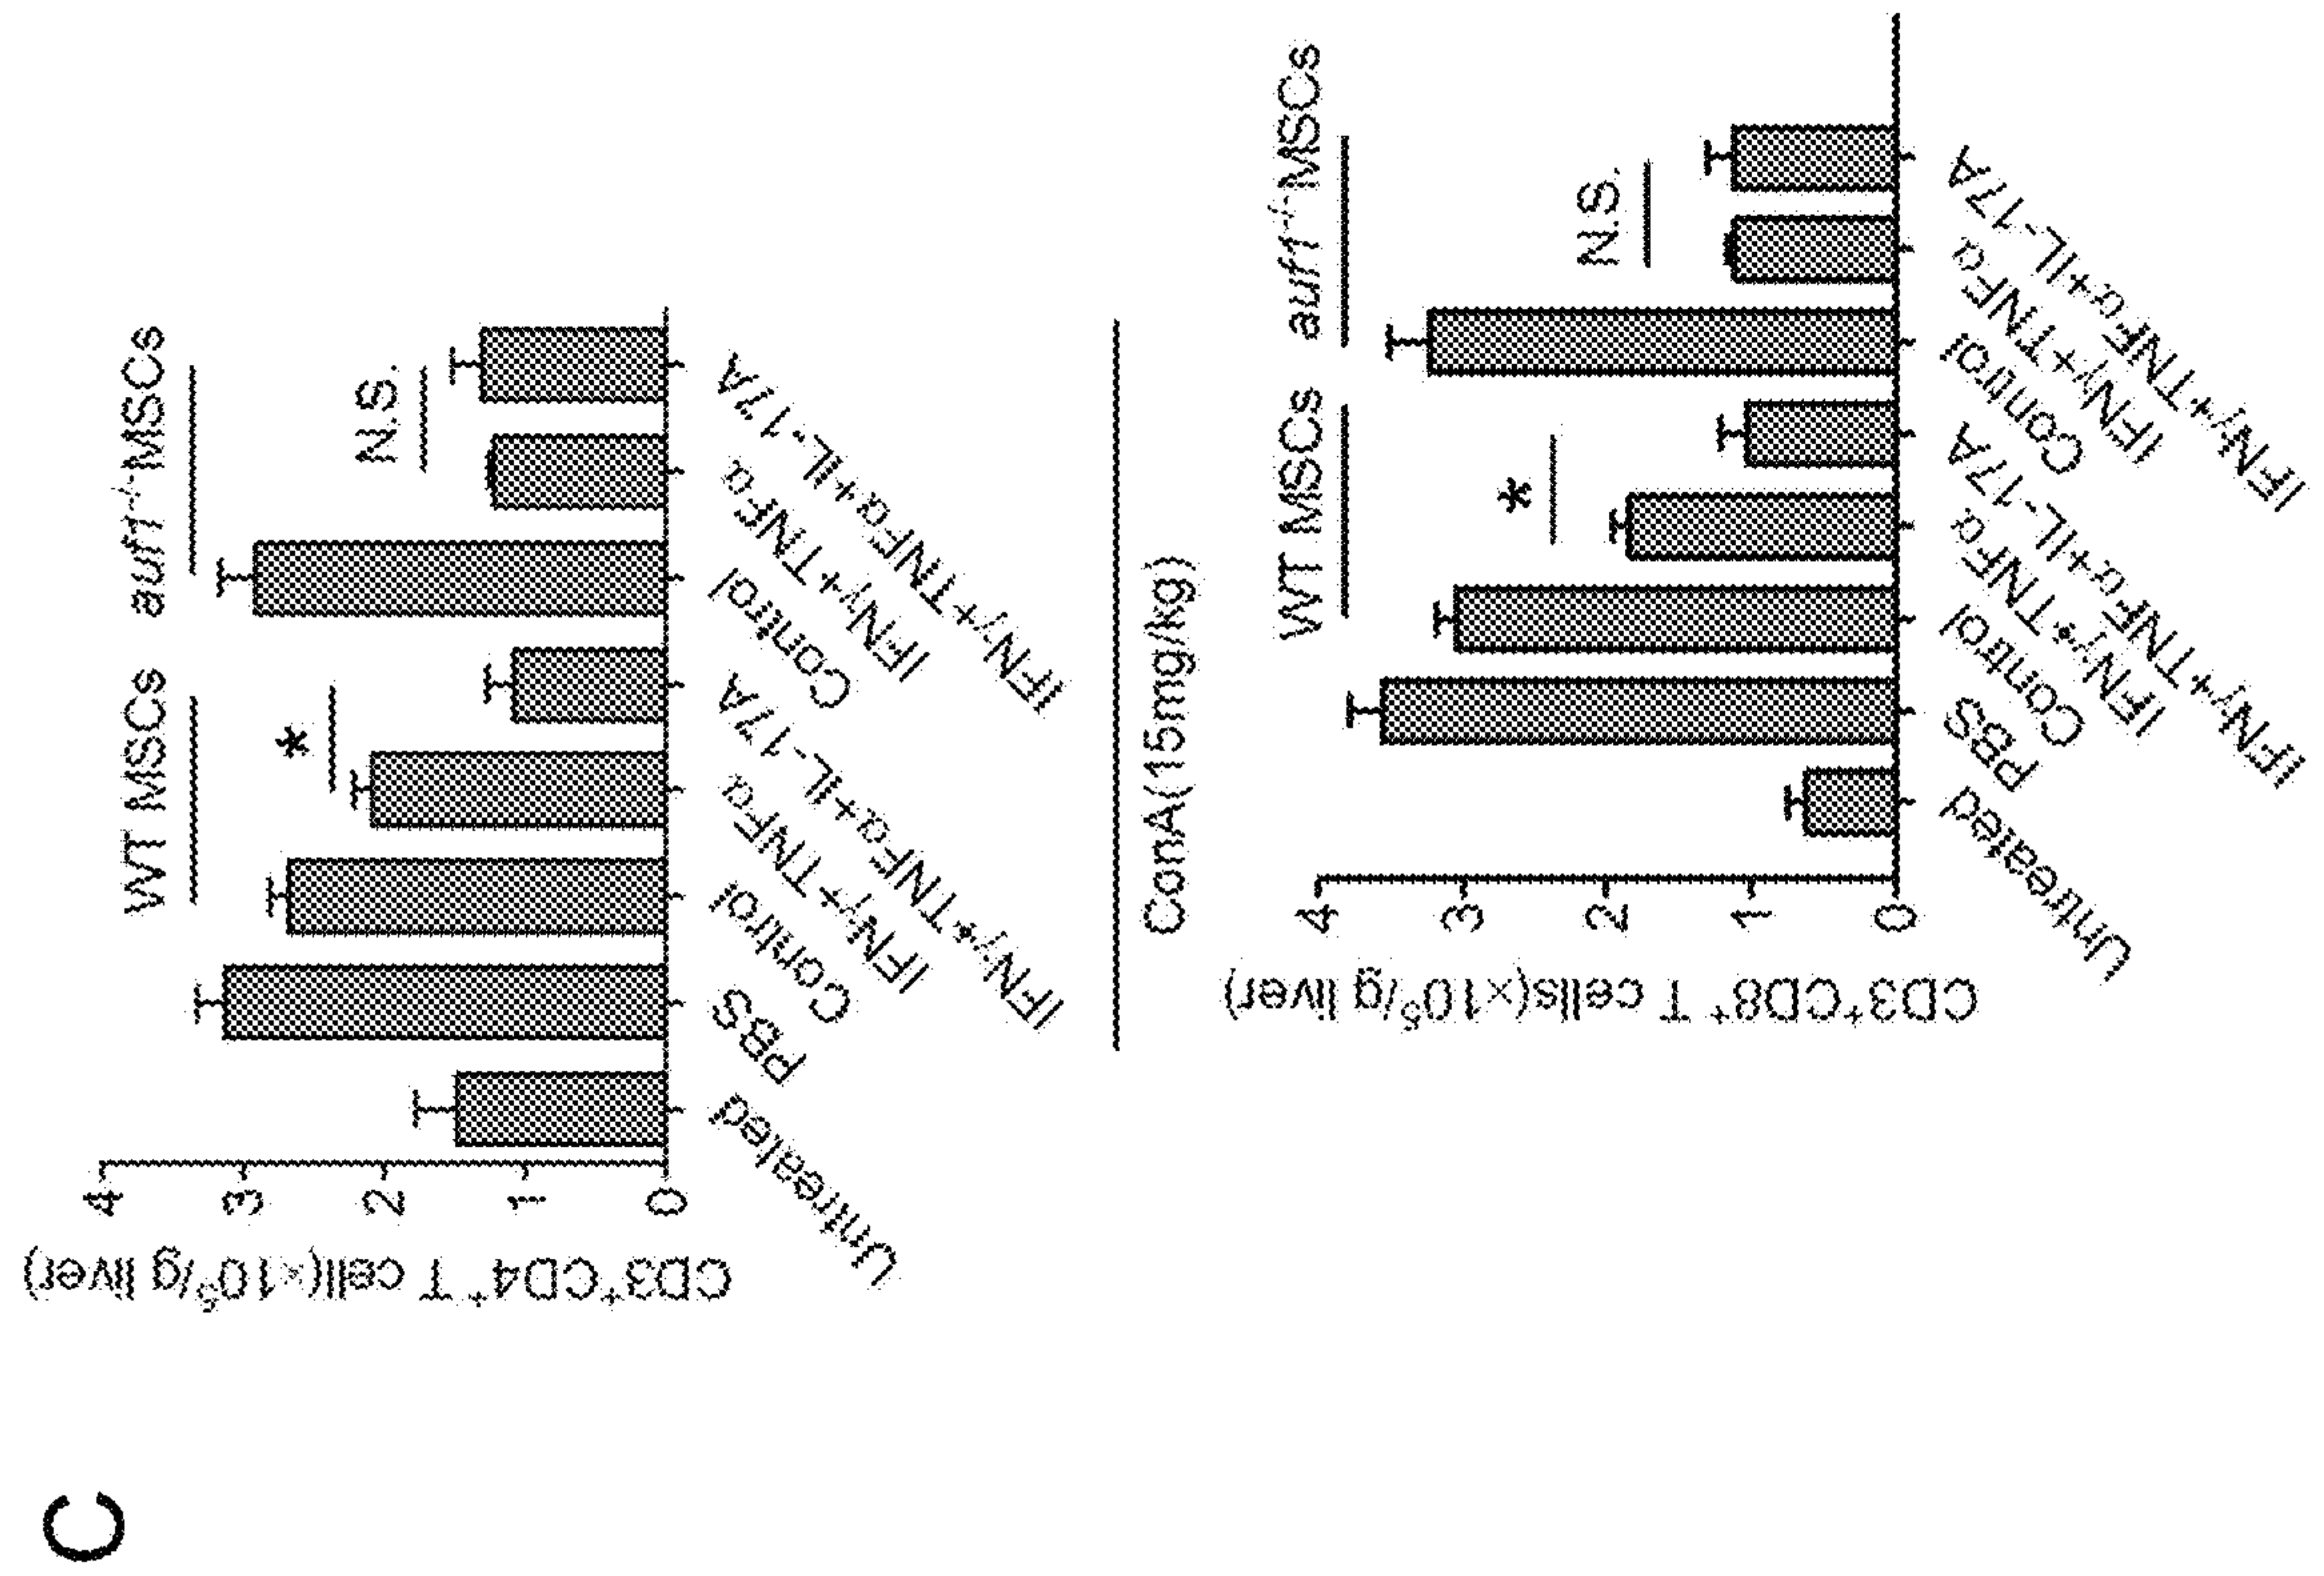 C
CD3⁺CD4⁺ T cell(×10⁵/g liver)
4
3
2
1
0
WT MSCs
auf1⁻/⁻MSCs
*
N.S.
Untreated
PBS
Control
IFNγ+TNFα
IFNγ+TNFα+IL-17A
Control
IFNγ+TNFα
IFNγ+TNFα+IL-17A
ConA(15mg/kg)
CD3⁺CD8⁺ T cells(×10⁵/g liver)
4
3
2
1
0
WT MSCs
auf1⁻/⁻MSCs
*
N.S.
Untreated
PBS
Control
IFNγ+TNFα
IFNγ+TNFα+IL-17A
Control
IFNγ+TNFα
IFNγ+TNFα+IL-17A